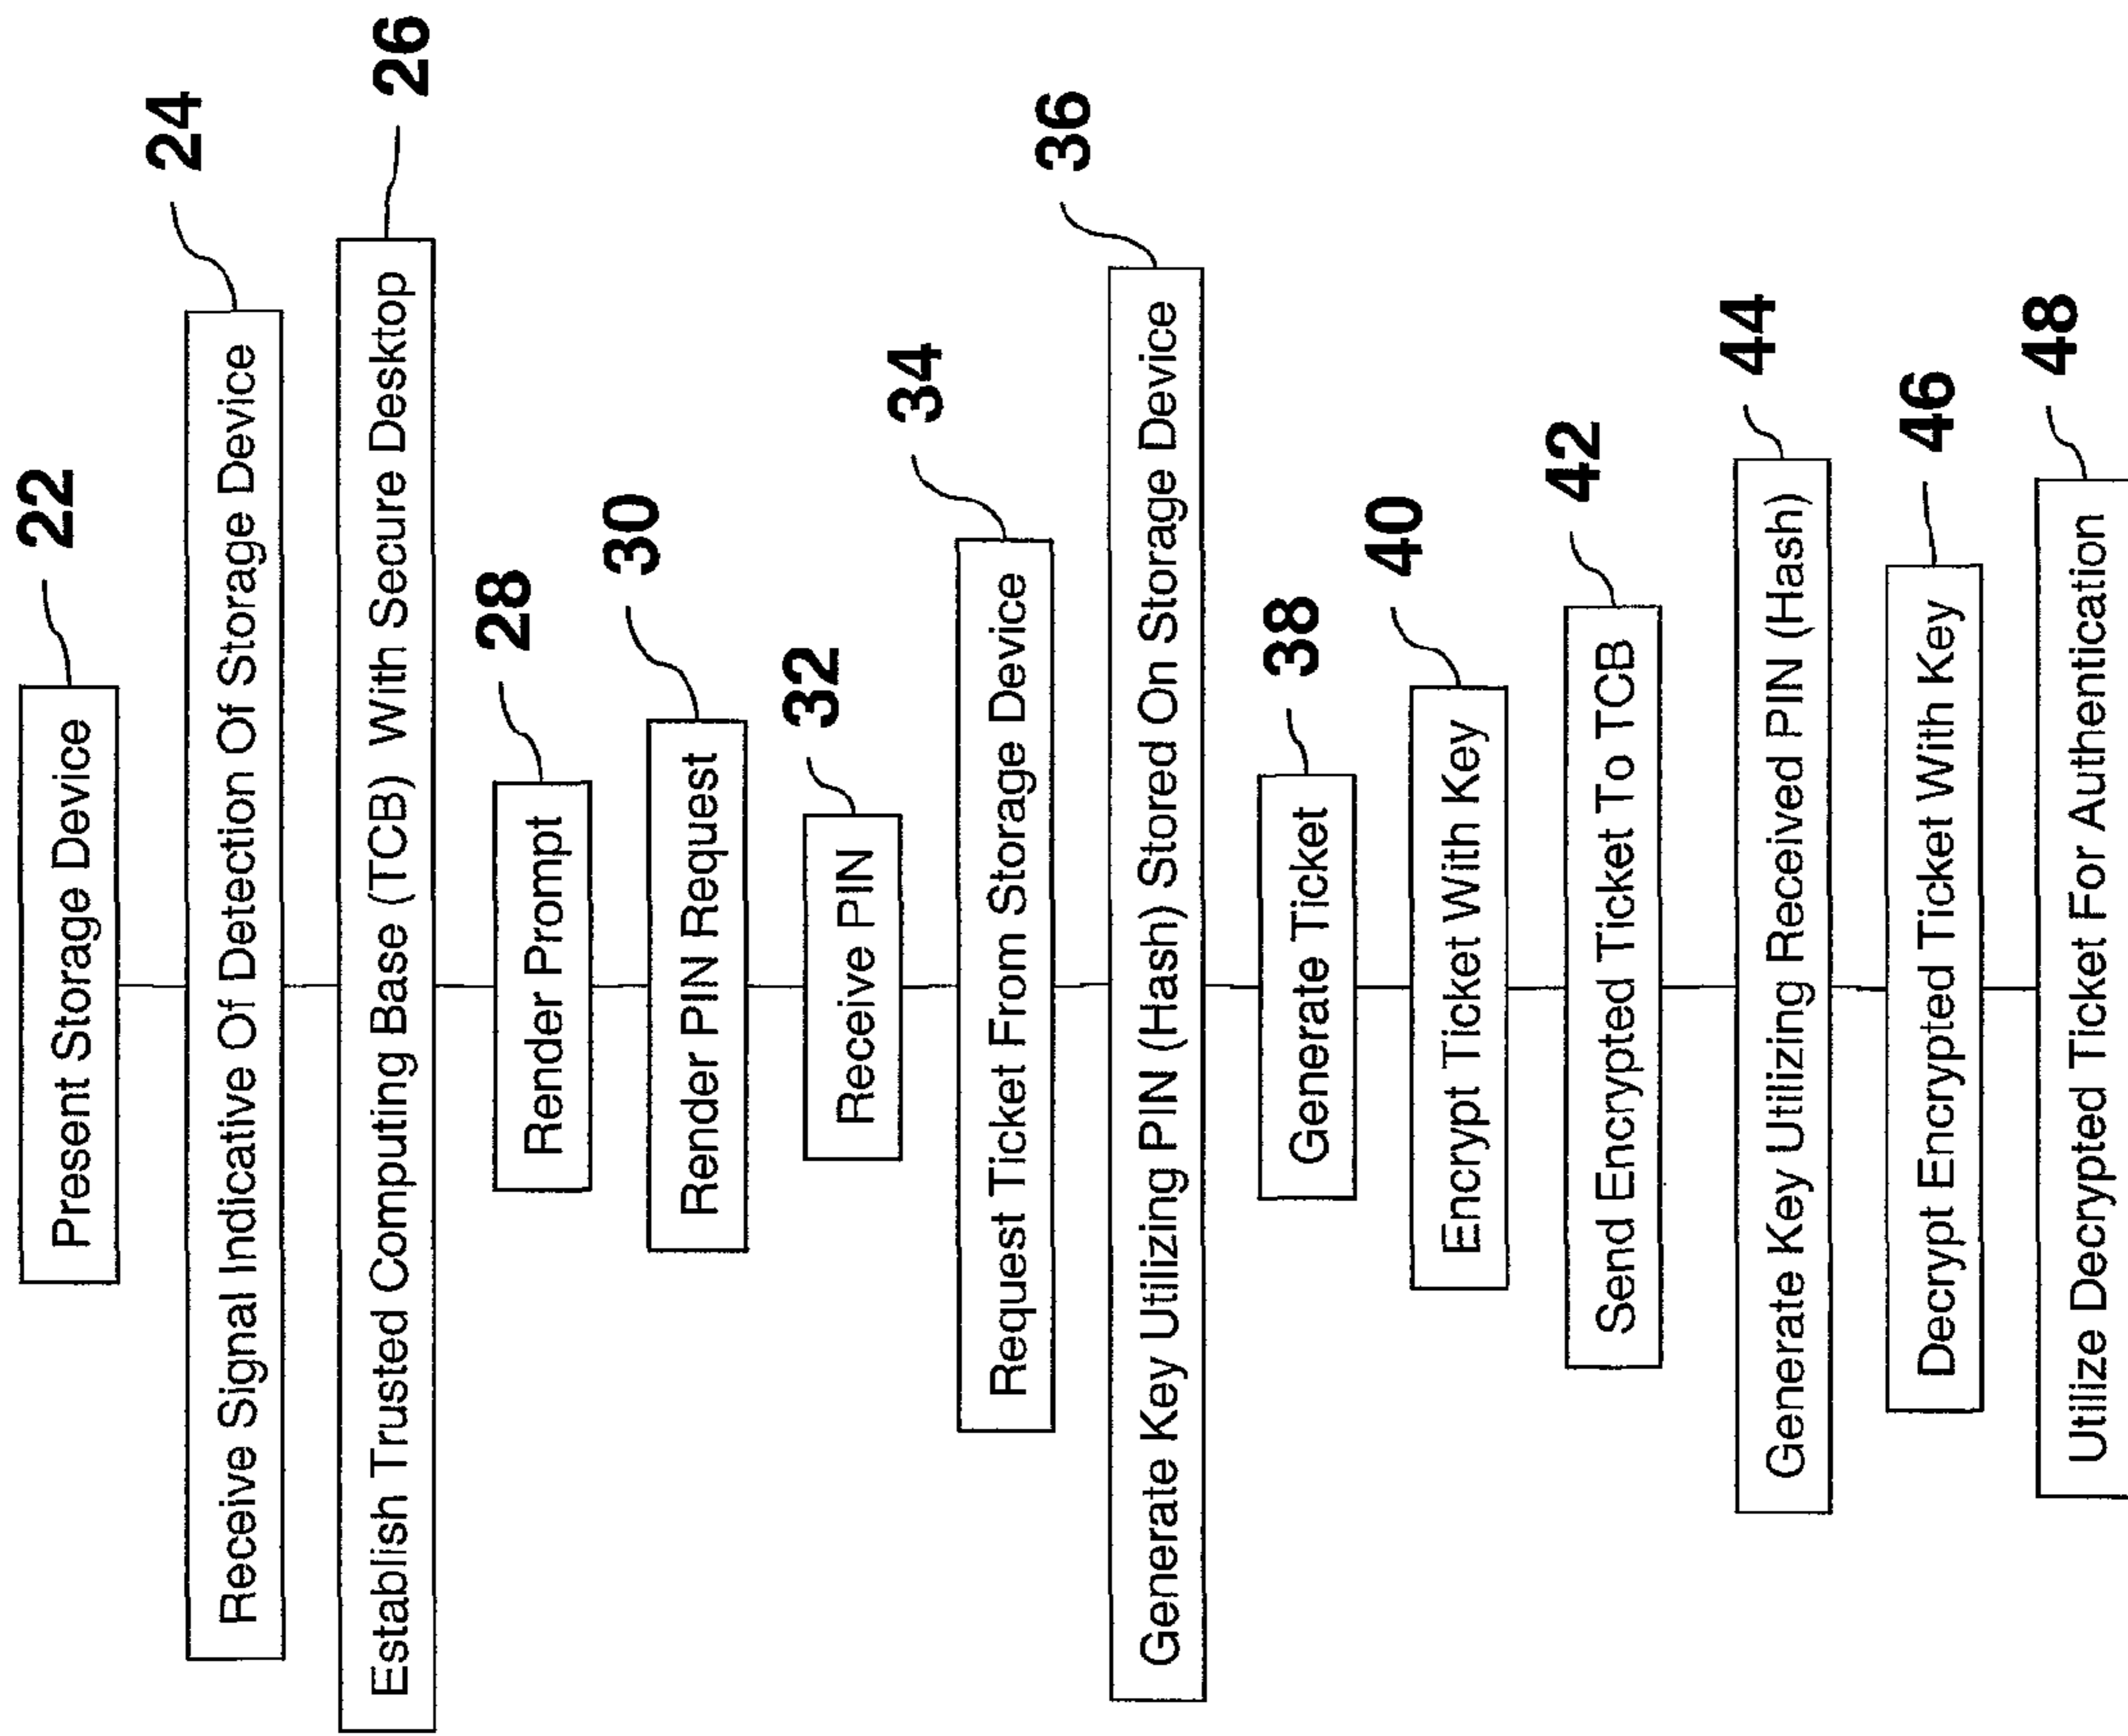 Present Storage Device
22
Receive Signal Indicative Of Detection Of Storage Device
24
Establish Trusted Computing Base (TCB) With Secure Desktop
26
Render Prompt
28
Render PIN Request
30
Receive PIN
32
Request Ticket From Storage Device
34
Generate Key Utilizing PIN (Hash) Stored On Storage Device
36
Generate Ticket
38
Encrypt Ticket With Key
40
Send Encrypted Ticket To TCB
42
Generate Key Utilizing Received PIN (Hash)
44
Decrypt Encrypted Ticket With Key
46
Utilize Decrypted Ticket For Authentication
48